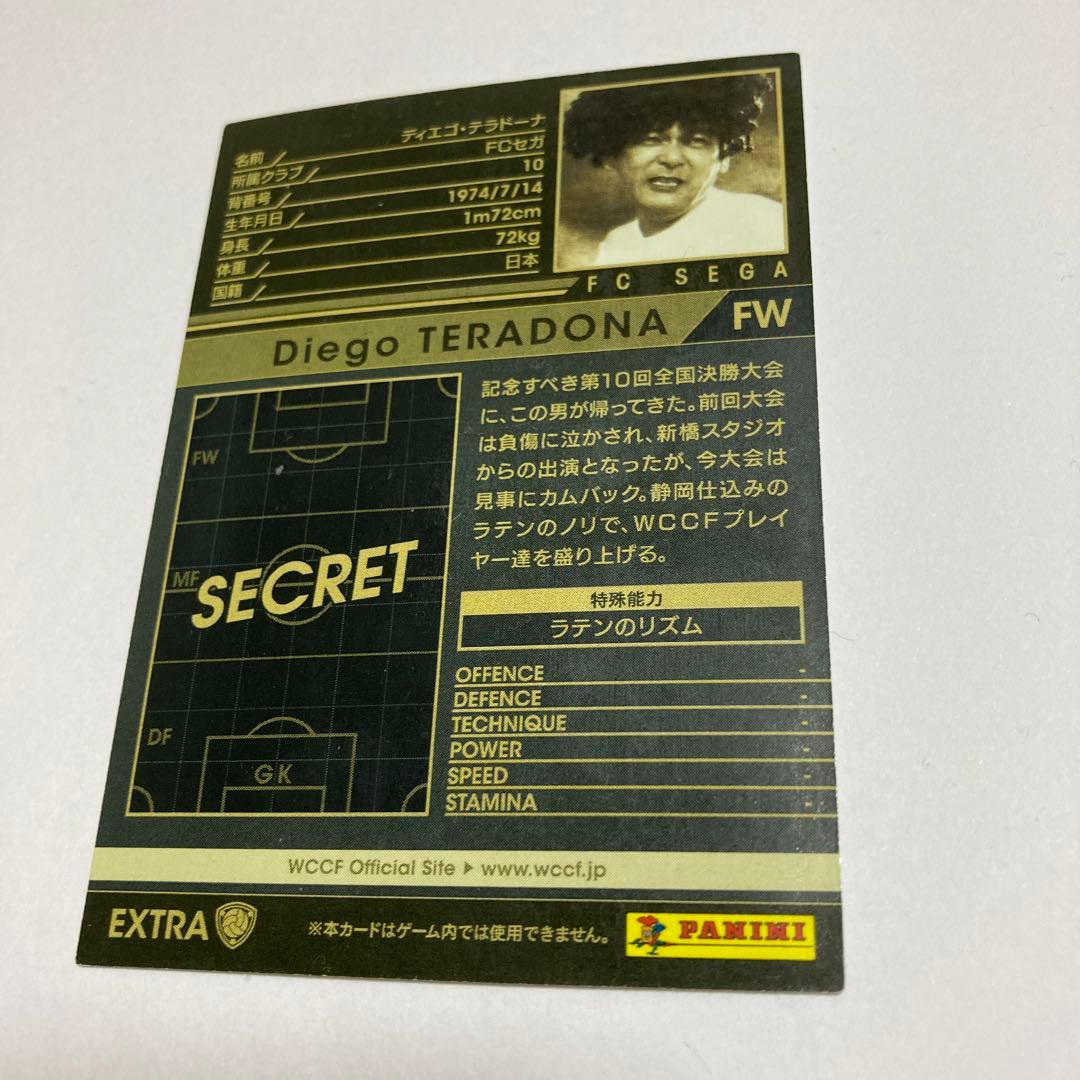 名前 ディエゴ・テラドーナ
所属クラブ FCセガ
背番号 10
生年月日 1974/7/14
身長 1m72cm
体重 72kg
国籍 日本
FC SEGA
Diego TERADONA FW
記念すべき第10回全国決勝大会
に、この男が帰ってきた。前回大会
は負傷に泣かされ、新橋スタジオ
からの出演となったが、今大会は
見事にカムバック。静岡仕込みの
ラテンのノリで、WCCFプレイ
ヤー達を盛り上げる。
FW
MF
SECRET
DF
GK
特殊能力
ラテンのリズム
OFFENCE -
DEFENCE -
TECHNIQUE -
POWER -
SPEED -
STAMINA -
WCCF Official Site ▶ www.wccf.jp
EXTRA
※本カードはゲーム内では使用できません。
PANINI